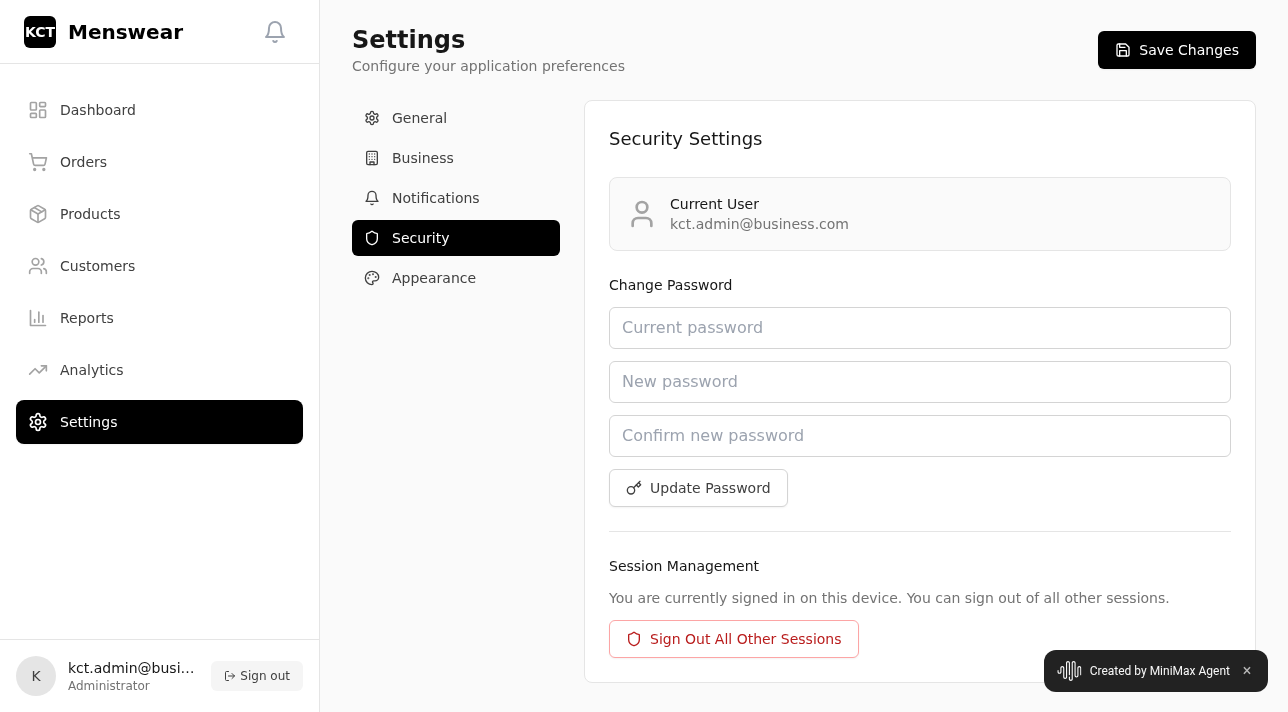 KCT Menswear
Dashboard
Orders
Products
Customers
Reports
Analytics
Settings
K
kct.admin@busi...
Administrator
Sign out
Settings
Configure your application preferences
Save Changes
General
Business
Notifications
Security
Appearance
Security Settings
Current User
kct.admin@business.com
Change Password
Current password
New password
Confirm new password
Update Password
Session Management
You are currently signed in on this device. You can sign out of all other sessions.
Sign Out All Other Sessions
Created by MiniMax Agent ×